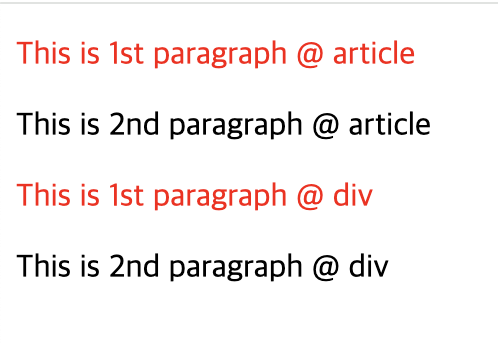 This is 1st paragraph @ article
This is 2nd paragraph @ article
This is 1st paragraph @ div
This is 2nd paragraph @ div